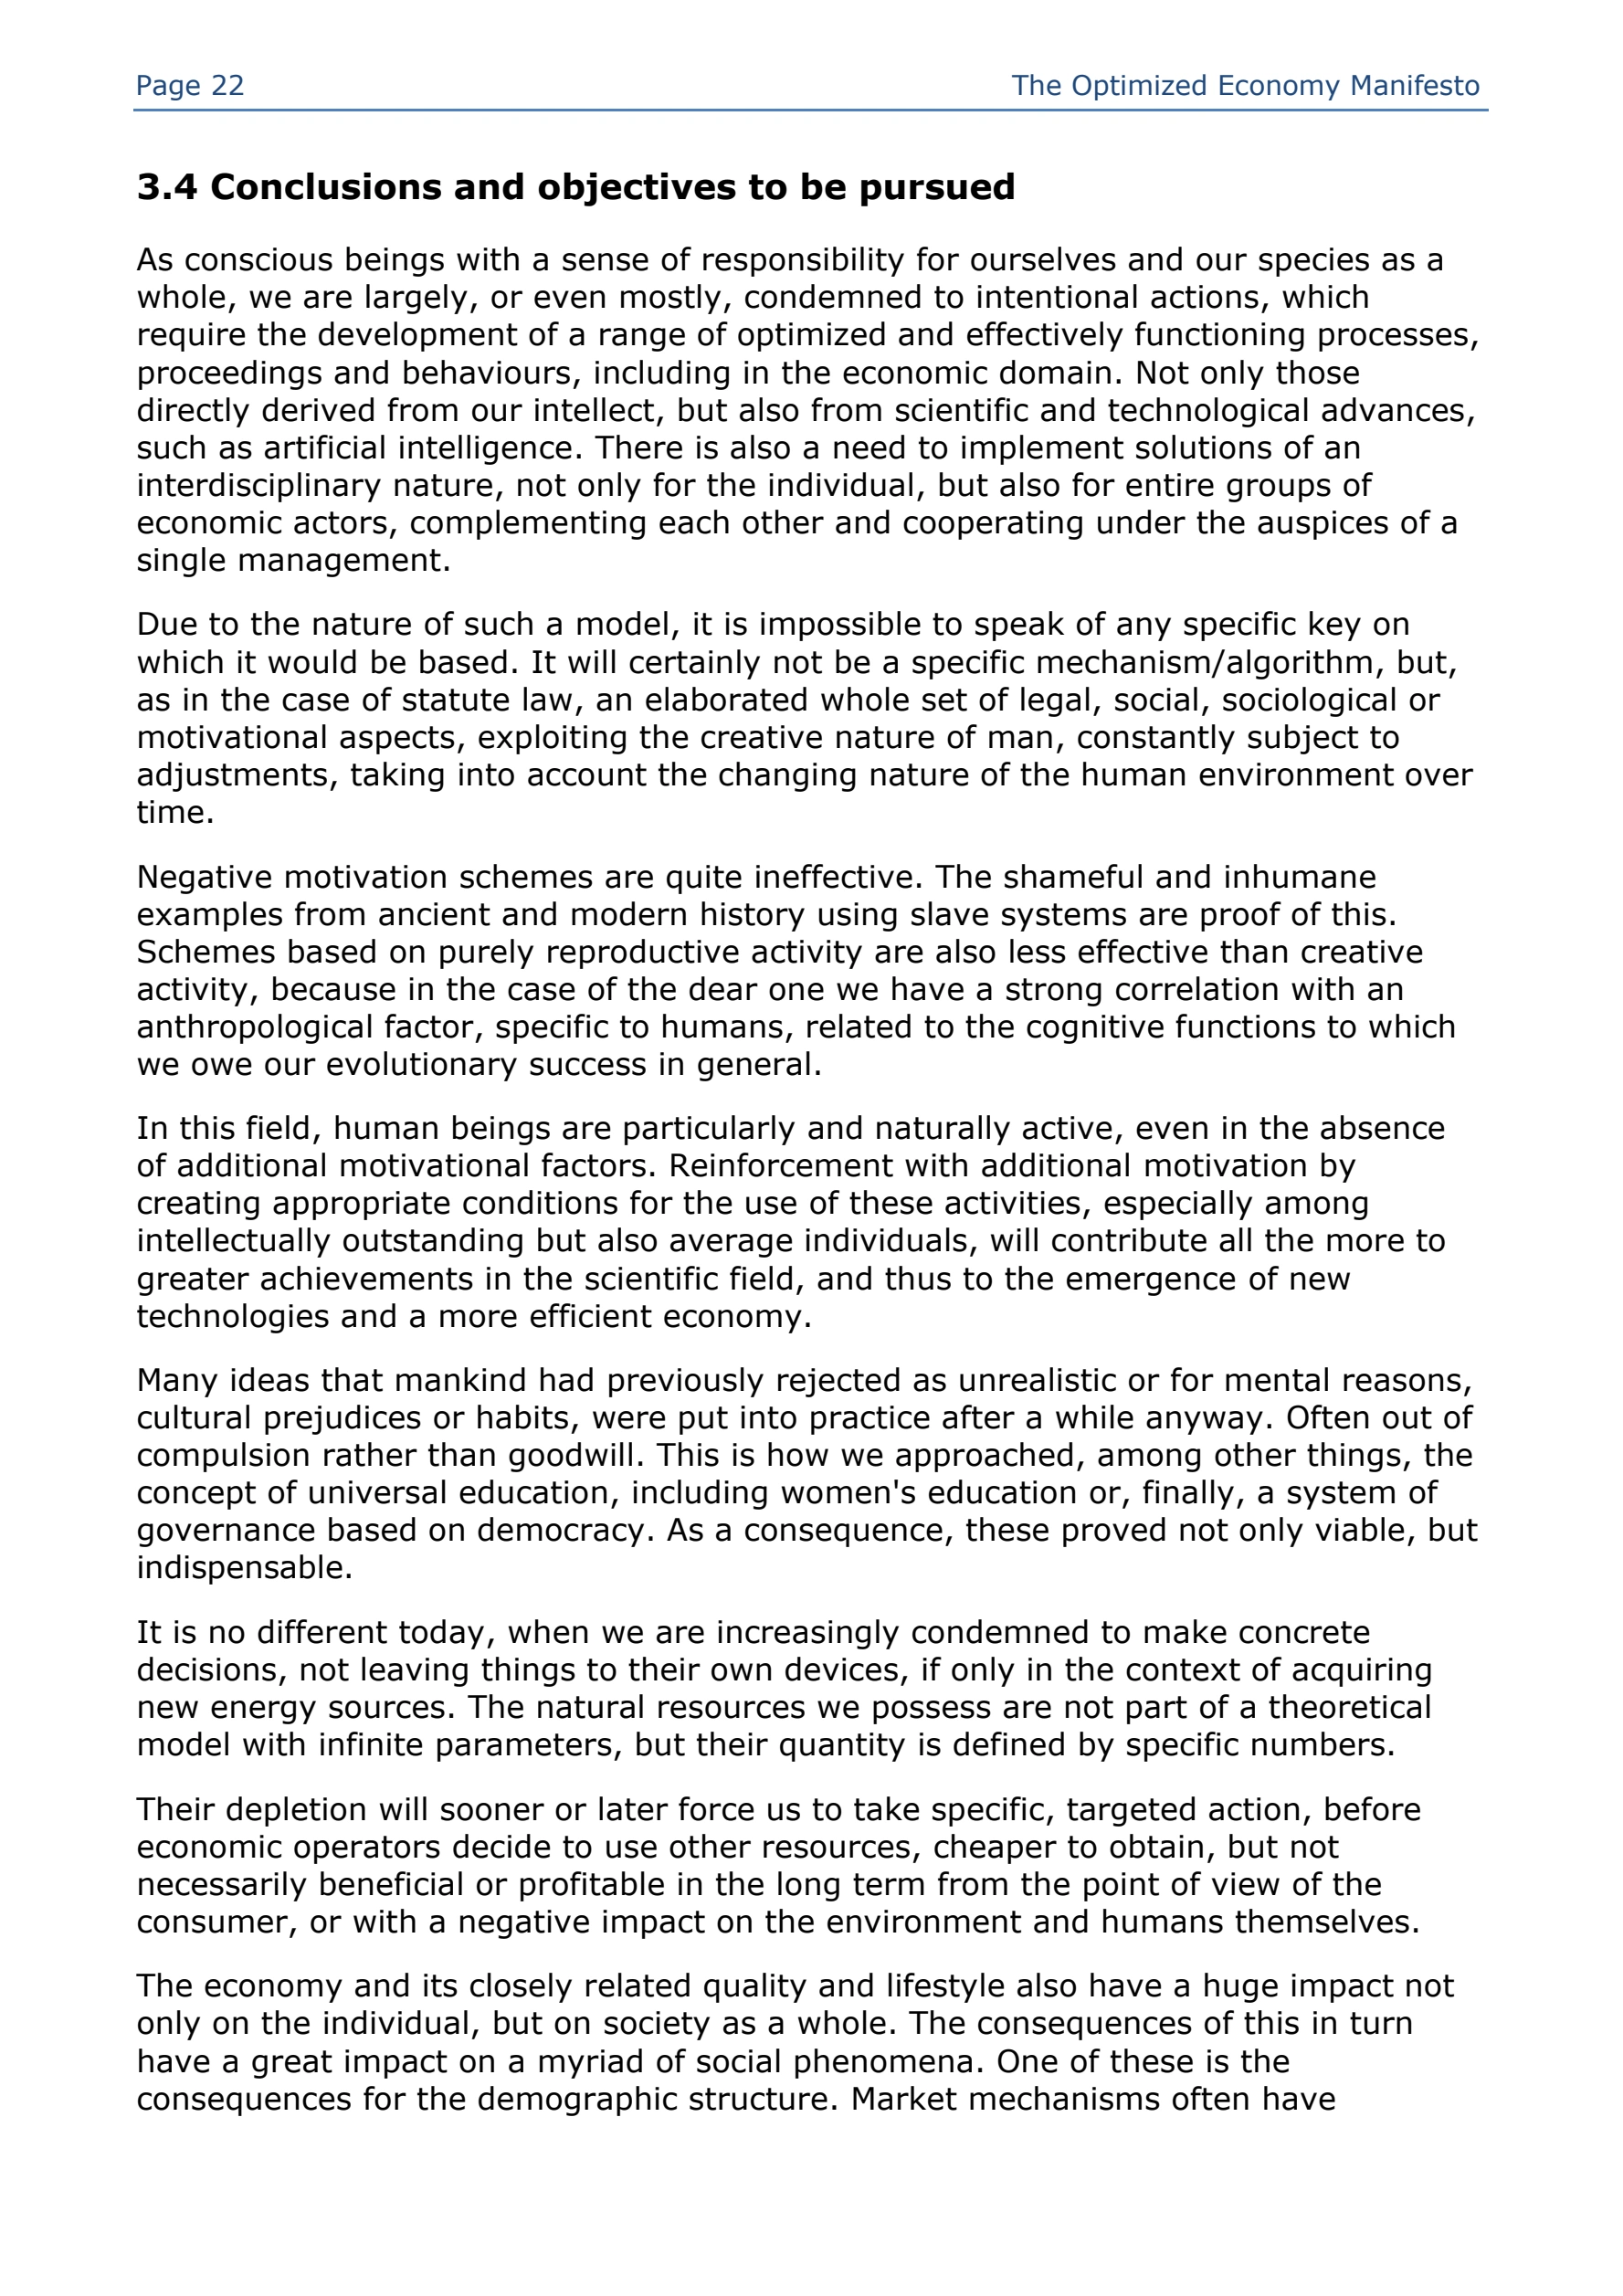 Page 22 The Optimized Economy Manifesto
3.4 Conclusions and objectives to be pursued
As conscious beings with a sense of responsibility for ourselves and our species as a
whole, we are largely, or even mostly, condemned to intentional actions, which
require the development of a range of optimized and effectively functioning processes,
proceedings and behaviours, including in the economic domain. Not only those
directly derived from our intellect, but also from scientific and technological advances,
such as artificial intelligence. There is also a need to implement solutions of an
interdisciplinary nature, not only for the individual, but also for entire groups of
economic actors, complementing each other and cooperating under the auspices of a
single management.
Due to the nature of such a model, it is impossible to speak of any specific key on
which it would be based. It will certainly not be a specific mechanism/algorithm, but,
as in the case of statute law, an elaborated whole set of legal, social, sociological or
motivational aspects, exploiting the creative nature of man, constantly subject to
adjustments, taking into account the changing nature of the human environment over
time.
Negative motivation schemes are quite ineffective. The shameful and inhumane
examples from ancient and modern history using slave systems are proof of this.
Schemes based on purely reproductive activity are also less effective than creative
activity, because in the case of the dear one we have a strong correlation with an
anthropological factor, specific to humans, related to the cognitive functions to which
we owe our evolutionary success in general.
In this field, human beings are particularly and naturally active, even in the absence
of additional motivational factors. Reinforcement with additional motivation by
creating appropriate conditions for the use of these activities, especially among
intellectually outstanding but also average individuals, will contribute all the more to
greater achievements in the scientific field, and thus to the emergence of new
technologies and a more efficient economy.
Many ideas that mankind had previously rejected as unrealistic or for mental reasons,
cultural prejudices or habits, were put into practice after a while anyway. Often out of
compulsion rather than goodwill. This is how we approached, among other things, the
concept of universal education, including women's education or, finally, a system of
governance based on democracy. As a consequence, these proved not only viable, but
indispensable.
It is no different today, when we are increasingly condemned to make concrete
decisions, not leaving things to their own devices, if only in the context of acquiring
new energy sources. The natural resources we possess are not part of a theoretical
model with infinite parameters, but their quantity is defined by specific numbers.
Their depletion will sooner or later force us to take specific, targeted action, before
economic operators decide to use other resources, cheaper to obtain, but not
necessarily beneficial or profitable in the long term from the point of view of the
consumer, or with a negative impact on the environment and humans themselves.
The economy and its closely related quality and lifestyle also have a huge impact not
only on the individual, but on society as a whole. The consequences of this in turn
have a great impact on a myriad of social phenomena. One of these is the
consequences for the demographic structure. Market mechanisms often have